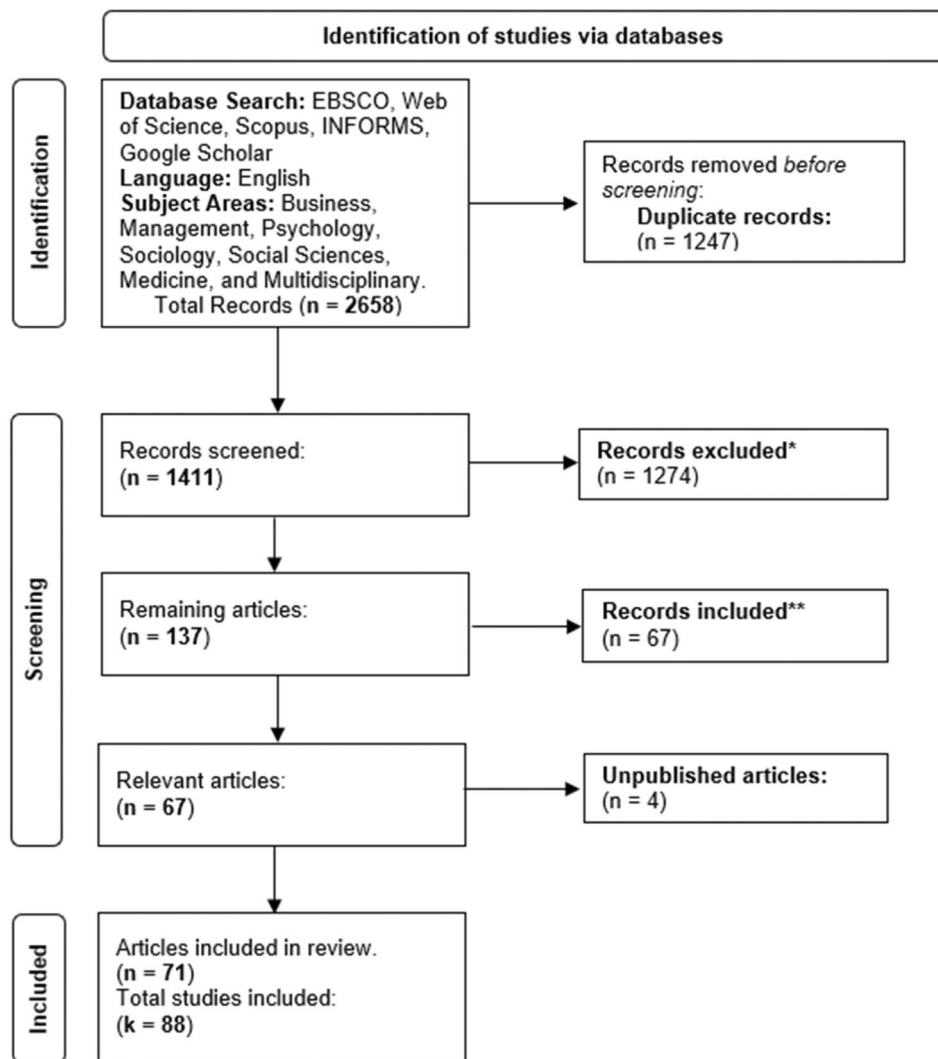 Identification of studies via databases
Identification
Database Search: EBSCO, Web
of Science, Scopus, INFORMS,
Google Scholar
Language: English
Subject Areas: Business,
Management, Psychology,
Sociology, Social Sciences,
Medicine, and Multidisciplinary.
Total Records (n = 2658)
Records removed before
screening:
Duplicate records:
(n = 1247)
Screening
Records screened:
(n = 1411)
Records excluded*
(n = 1274)
Remaining articles:
(n = 137)
Records included**
(n = 67)
Relevant articles:
(n = 67)
Unpublished articles:
(n = 4)
Included
Articles included in review.
(n = 71)
Total studies included:
(k = 88)